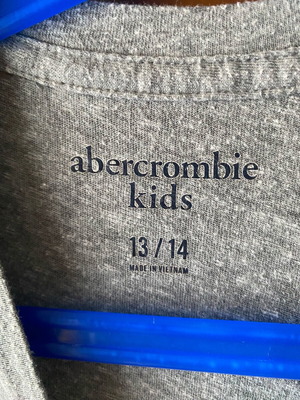 abercrombie
kids
13 / 14
MADE IN VIETNAM